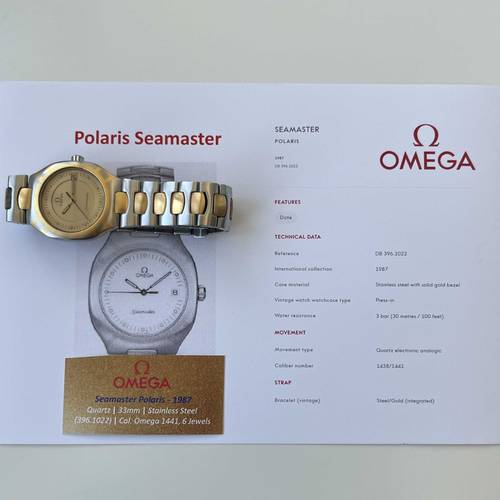 Polaris Seamaster
Ω
OMEGA
Seamaster
OMEGA
Seamaster Polaris - 1987
Quartz | 33mm | Stainless Steel
(396.1022) | Cal. Omega 1441, 6 Jewels
SEAMASTER
POLARIS
1987
DB 396.1022
Ω
OMEGA
FEATURES
Date
TECHNICAL DATA
Reference DB 396.1022
International collection 1987
Case material Stainless steel with solid gold bezel
Vintage watch watchcase type Press-in
Water resistance 3 bar (30 metres / 100 feet)
MOVEMENT
Movement type Quartz electronic analogic
Caliber number 1438/1441
STRAP
Bracelet (vintage) Steel/Gold (integrated)